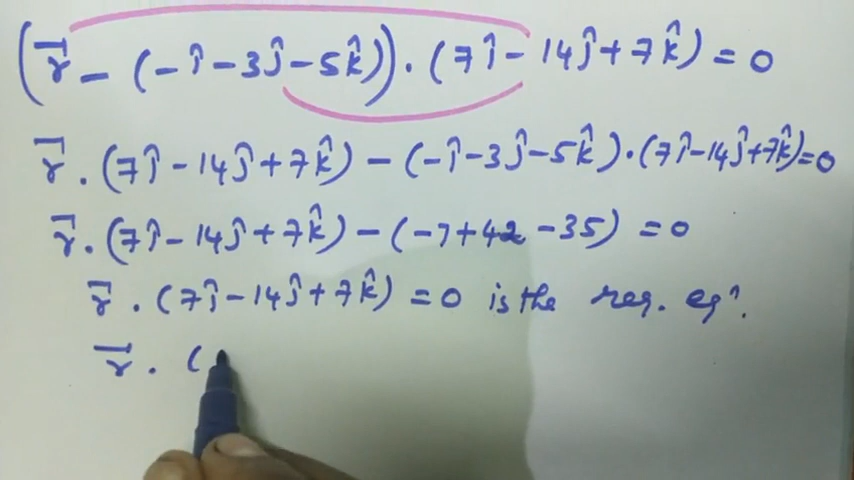 (r⃗ – (–î–3ĵ–5k̂)) · (7î–14ĵ+7k̂) = 0
r⃗ · (7î–14ĵ+7k̂) – (–î–3ĵ–5k̂)·(7î–14ĵ+7k̂)=0
r⃗ · (7î–14ĵ+7k̂) – (–7+42–35) = 0
r⃗ · (7î–14ĵ+7k̂) = 0 is the req. eqⁿ.
r⃗ · (